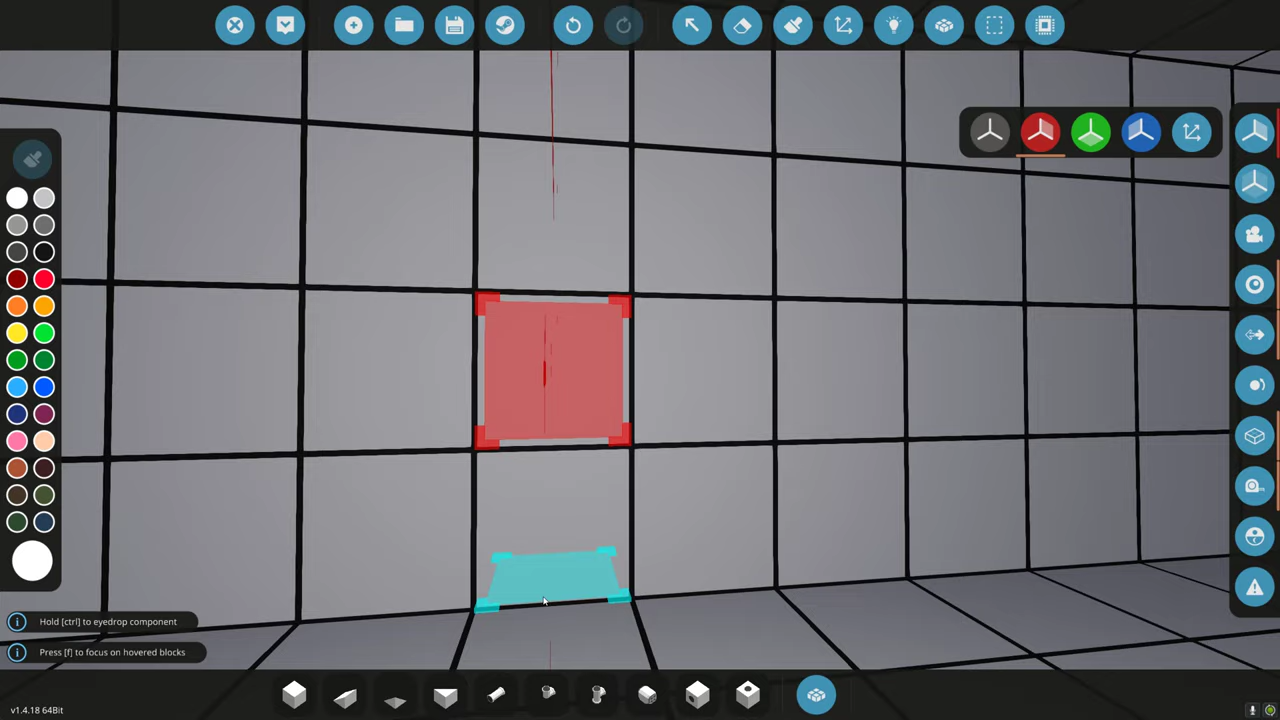 Hold [ctrl] to eyedrop component
Press [f] to focus on hovered blocks
v1.4.18 64Bit